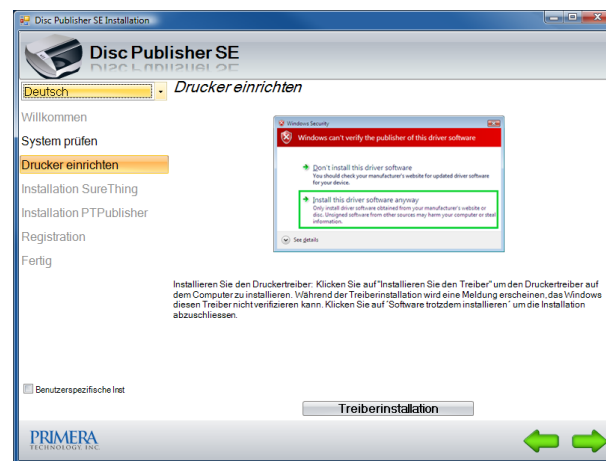 Disc Publisher SE Installation
Disc Publisher SE
Deutsch
Drucker einrichten
Willkommen
System prüfen
Drucker einrichten
Installation SureThing
Installation PTPublisher
Registration
Fertig
Windows Security
Windows can't verify the publisher of this driver software
Don't install this driver software
You should check your manufacturer's website for updated driver software
for your device.
Install this driver software anyway
Only install driver software obtained from your manufacturer's website or
disc. Unsigned software from other sources may harm your computer or steal
information.
See details
Installieren Sie den Druckertreiber: Klicken Sie auf "Installieren Sie den Treiber" um den Druckertreiber auf
dem Computer zu installieren. Während der Treiberinstallation wird eine Meldung erscheinen, das Windows
diesen Treiber nicht verifizieren kann. Klicken Sie auf ´Software trotzdem installieren´ um die Installation
abzuschliessen.
Benutzerspezifische Inst
Treiberinstallation
PRIMERA
TECHNOLOGY INC